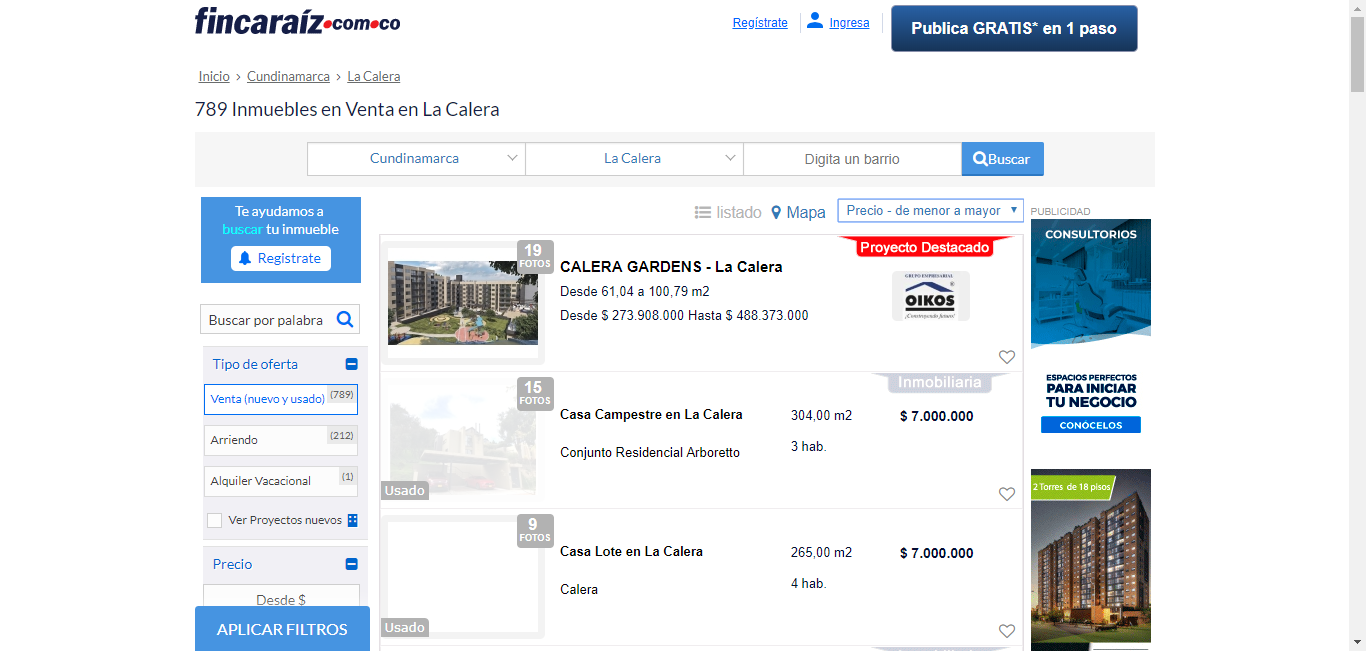 fincaraíz.com.co
Regístrate
Ingresa
Publica GRATIS* en 1 paso
Inicio › Cundinamarca › La Calera
789 Inmuebles en Venta en La Calera
Cundinamarca
La Calera
Digita un barrio
Buscar
Te ayudamos a
buscar tu inmueble
Registrate
Buscar por palabra
Tipo de oferta
Venta (nuevo y usado) (789)
Arriendo (212)
Alquiler Vacacional (1)
Ver Proyectos nuevos
Precio
Desde $
APLICAR FILTROS
listado
Mapa
Precio - de menor a mayor
19
FOTOS
CALERA GARDENS - La Calera
Desde 61,04 a 100,79 m2
Desde $ 273.908.000 Hasta $ 488.373.000
Proyecto Destacado
GRUPO EMPRESARIAL
OIKOS
¡Construyendo futuro!
15
FOTOS
Usado
Casa Campestre en La Calera
Conjunto Residencial Arboretto
304,00 m2
3 hab.
Inmobiliaria
$ 7.000.000
9
FOTOS
Usado
Casa Lote en La Calera
Calera
265,00 m2
4 hab.
$ 7.000.000
PUBLICIDAD
CONSULTORIOS
ESPACIOS PERFECTOS
PARA INICIAR
TU NEGOCIO
CONÓCELOS
2 Torres de 18 pisos